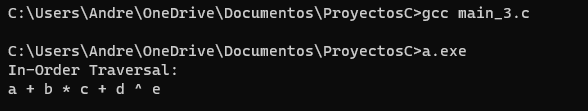 C:\Users\Andre\OneDrive\Documentos\ProyectosC>gcc main_3.c
C:\Users\Andre\OneDrive\Documentos\ProyectosC>a.exe
In-Order Traversal:
a + b * c + d ^ e